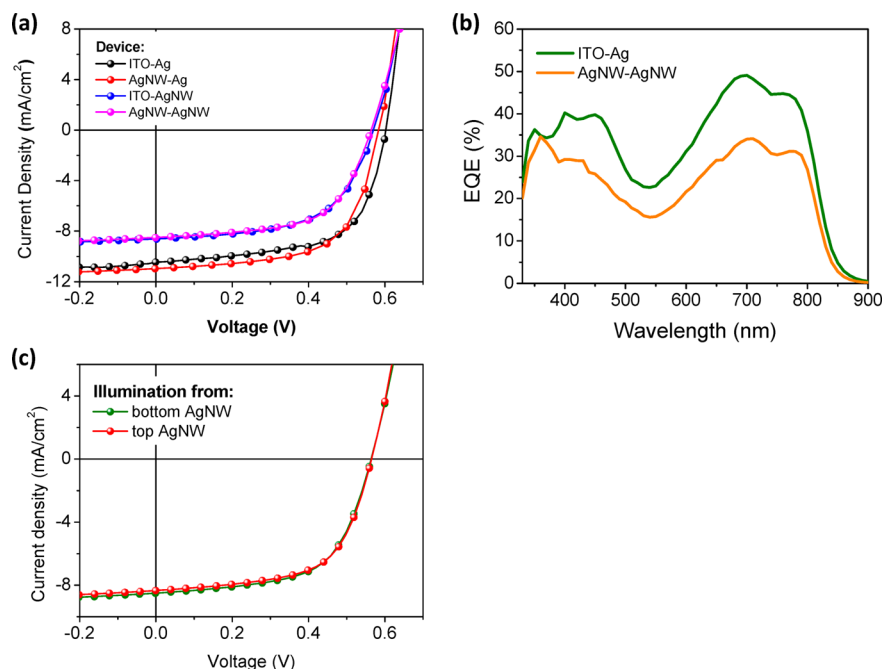 (a)
Current Density (mA/cm²)
8
4
0
-4
-8
-12
Device:
ITO-Ag
AgNW-Ag
ITO-AgNW
AgNW-AgNW
-0.2 0.0 0.2 0.4 0.6
Voltage (V)
(b)
EQE (%)
60
50
40
30
20
10
0
ITO-Ag
AgNW-AgNW
400 500 600 700 800 900
Wavelength (nm)
(c)
Current density (mA/cm²)
4
0
-4
-8
Illumination from:
bottom AgNW
top AgNW
-0.2 0.0 0.2 0.4 0.6
Voltage (V)